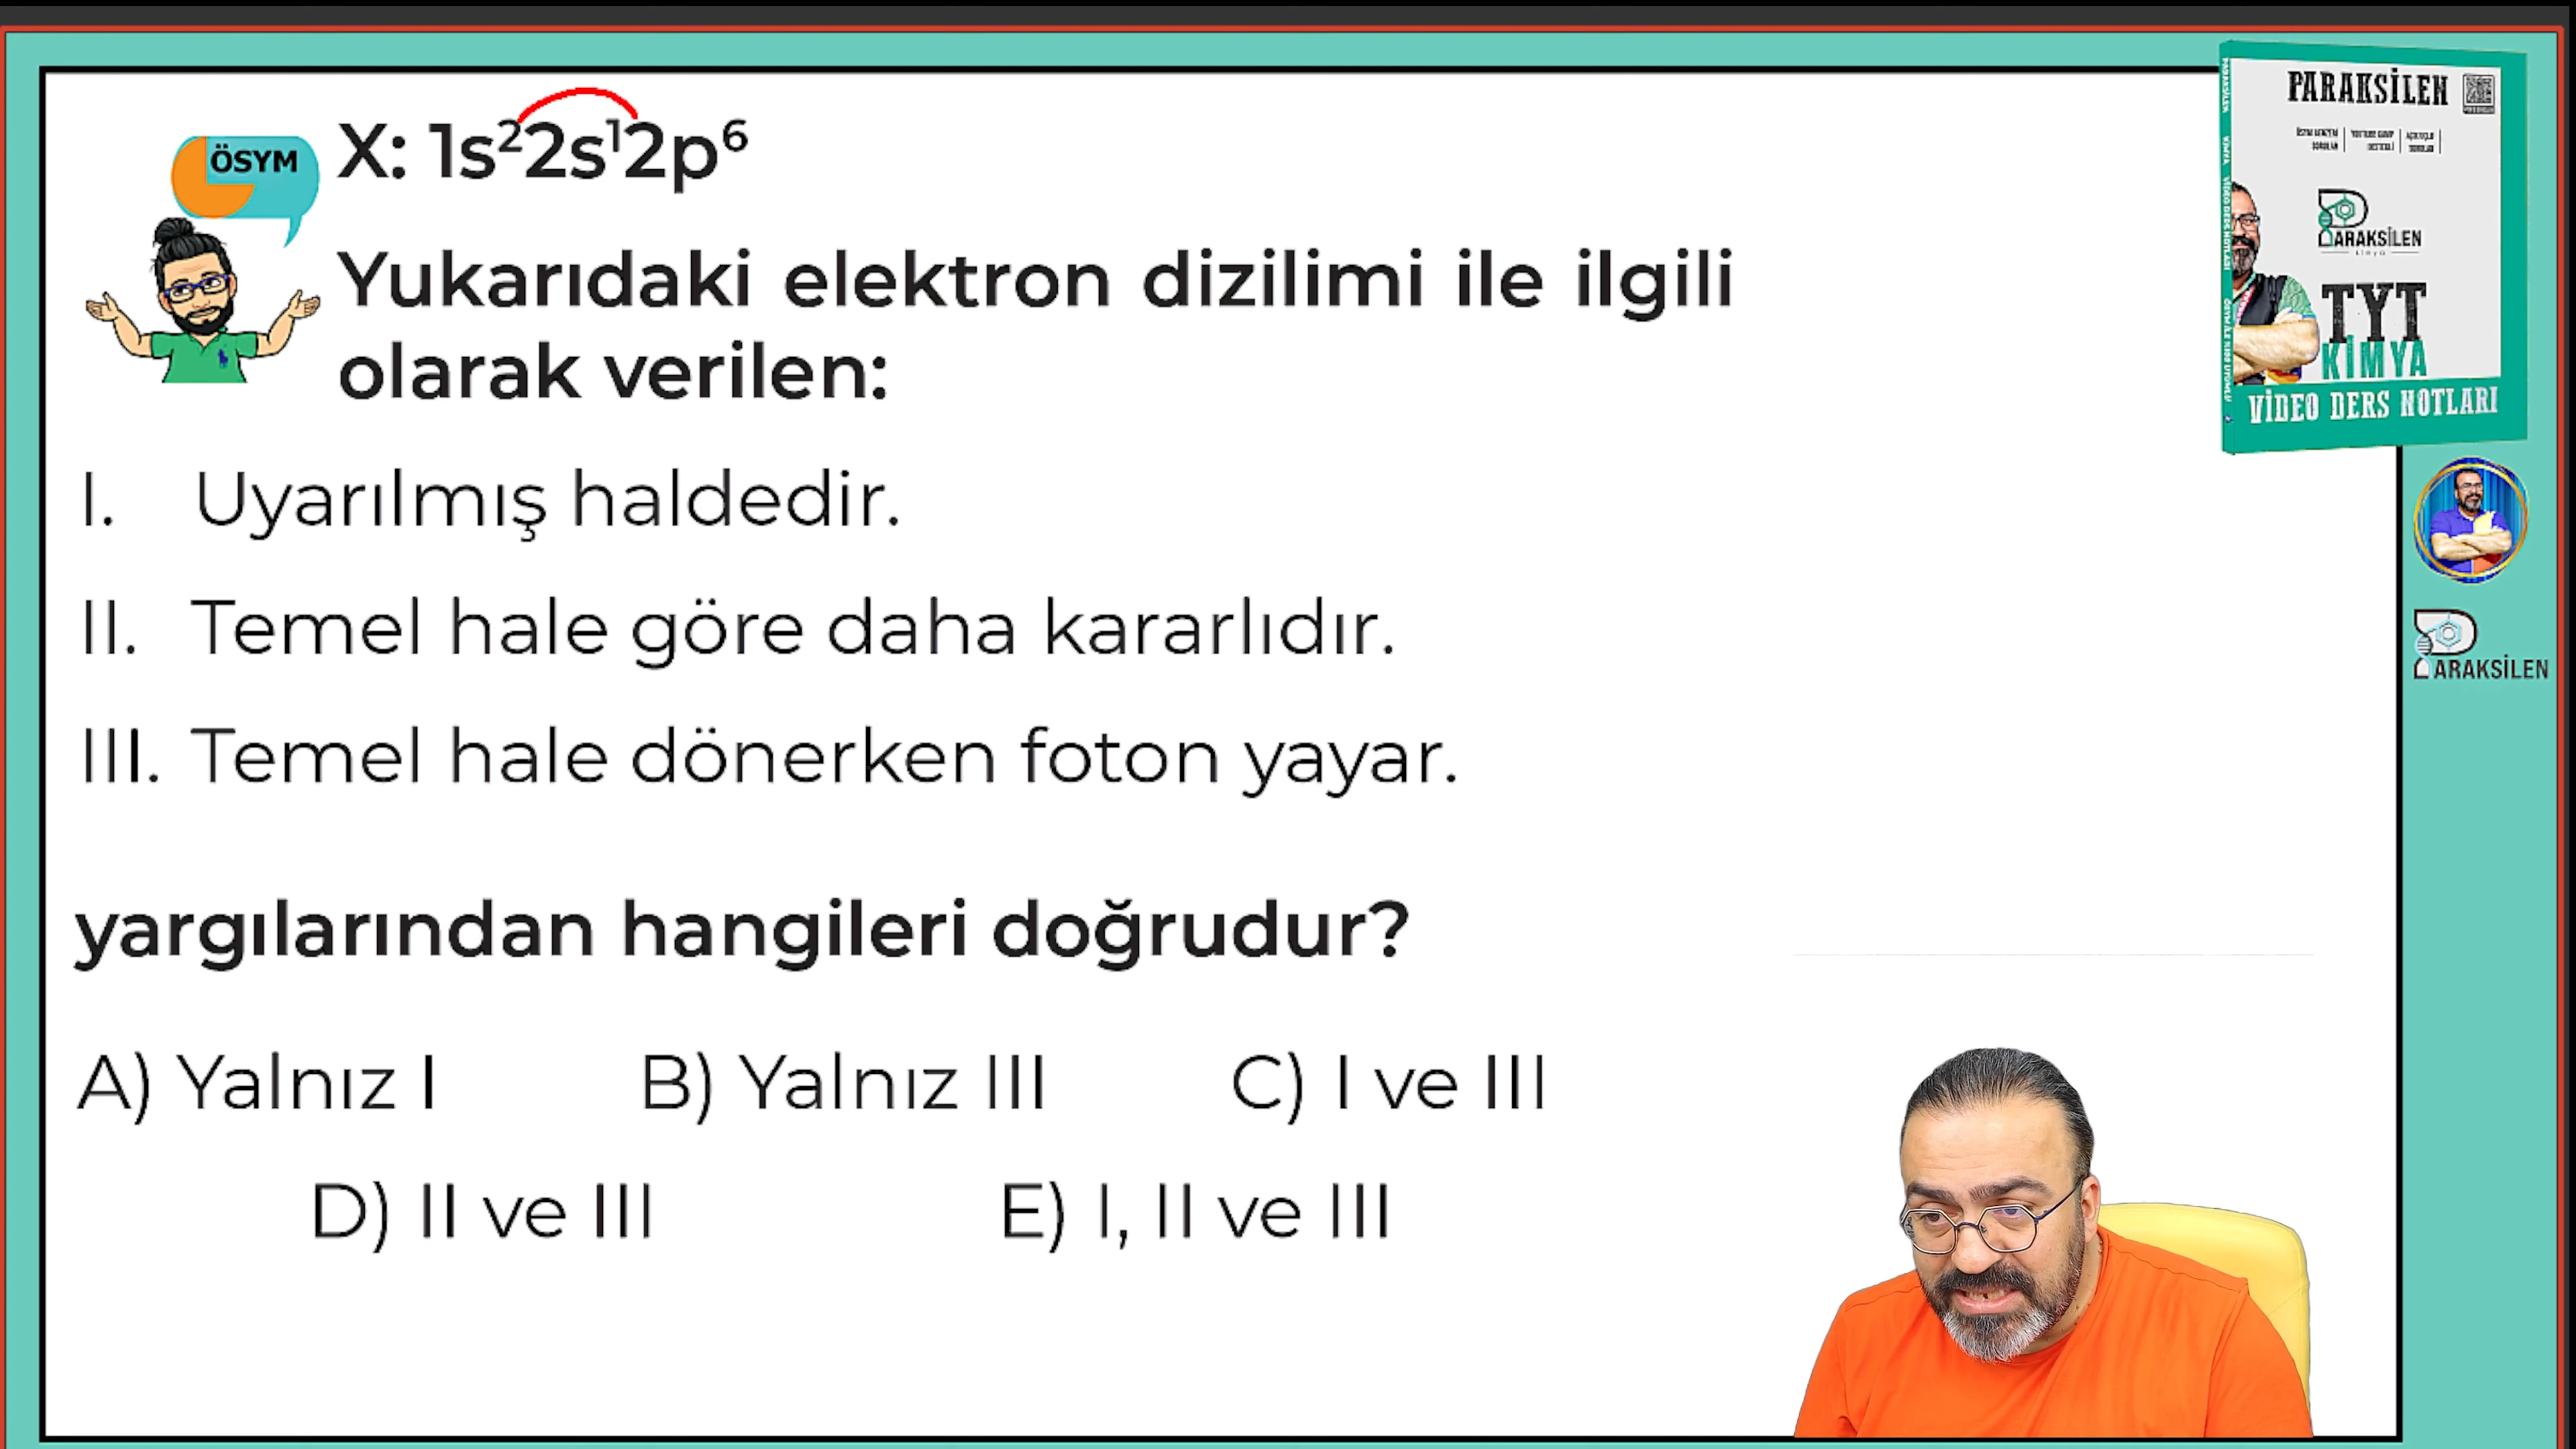 ÖSYM
X: 1s²2s¹2p⁶
Yukarıdaki elektron dizilimi ile ilgili
olarak verilen:
I. Uyarılmış haldedir.
II. Temel hale göre daha kararlıdır.
III. Temel hale dönerken foton yayar.
yargılarından hangileri doğrudur?
A) Yalnız I B) Yalnız III C) I ve III
D) II ve III E) I, II ve III
PARAKSİLEN
ARAKSİLEN
TYT
KİMYA
VİDEO DERS NOTLARI
ARAKSİLEN